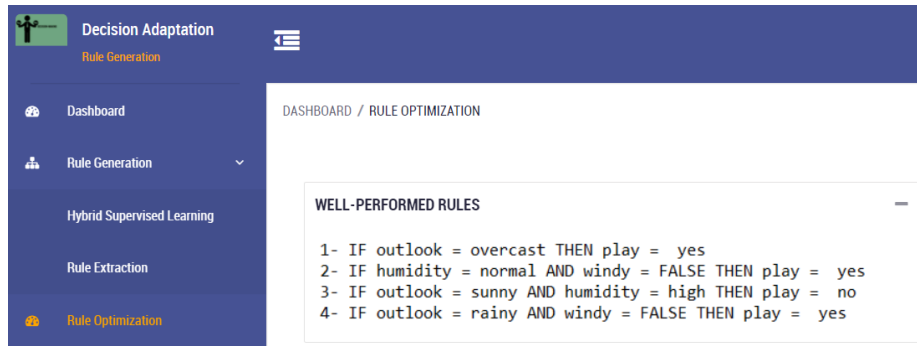 Decision Adaptation
Rule Generation
Dashboard
Rule Generation
Hybrid Supervised Learning
Rule Extraction
Rule Optimization
DASHBOARD / RULE OPTIMIZATION
WELL-PERFORMED RULES
1- IF outlook = overcast THEN play =  yes
2- IF humidity = normal AND windy = FALSE THEN play =  yes
3- IF outlook = sunny AND humidity = high THEN play =  no
4- IF outlook = rainy AND windy = FALSE THEN play =  yes